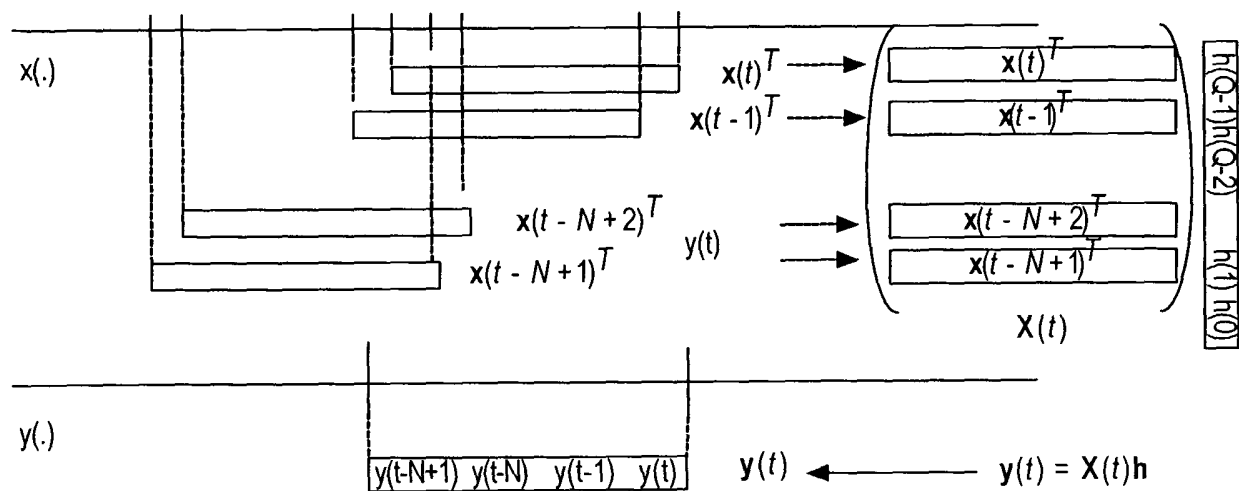 x(.)
x(t)^T
x(t-1)^T
x(t - N + 2)^T
x(t - N + 1)^T
y(t)
x(t)^T
x(t-1)^T
x(t - N + 2)^T
x(t - N + 1)^T
X(t)
h(Q-1)h(Q-2)
h(1) h(0)
y(.)
y(t-N+1) y(t-N) y(t-1) y(t)
y(t)
y(t) = X(t)h